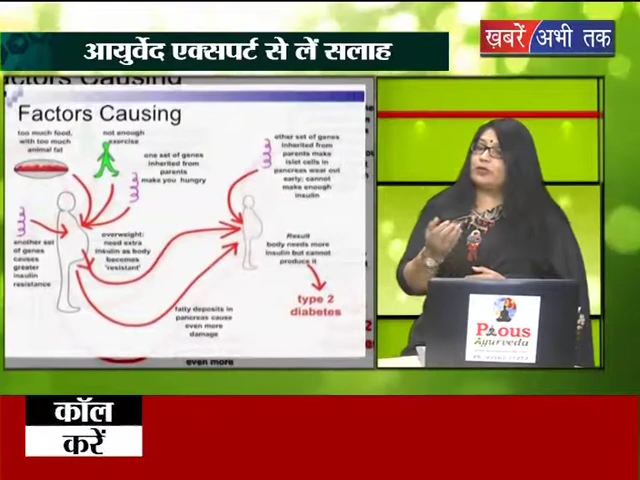 आयुर्वेद एक्सपर्ट से लें सलाह
ख़बरें अभी तक
Factors Causing
Factors Causing
too much food,
with too much
animal fat
not enough
exercise
one set of genes
inherited from
parents
make you hungry
other set of genes
inherited from
parents make
islet cells in
pancreas wear out
early; cannot
make enough
insulin
another set
of genes
causes
greater
insulin
resistance
overweight:
need extra
insulin as body
becomes
'resistant'
Result
body needs more
insulin but cannot
produce it
type 2
diabetes
fatty deposits in
pancreas cause
even more
damage
even more
Pious
Ayurveda
कॉल
करें